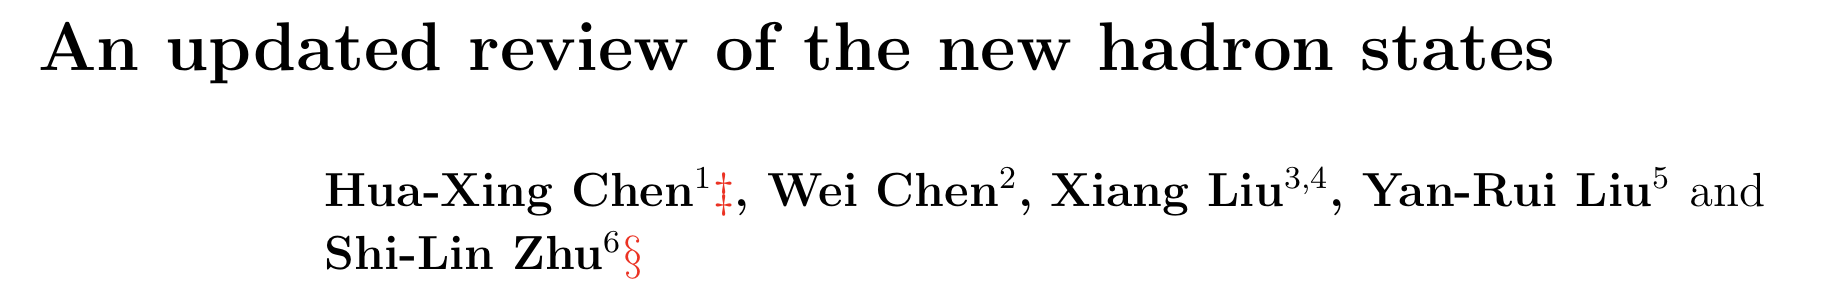 An updated review of the new hadron states
Hua-Xing Chen1‡, Wei Chen2, Xiang Liu3,4, Yan-Rui Liu5 and
Shi-Lin Zhu6§